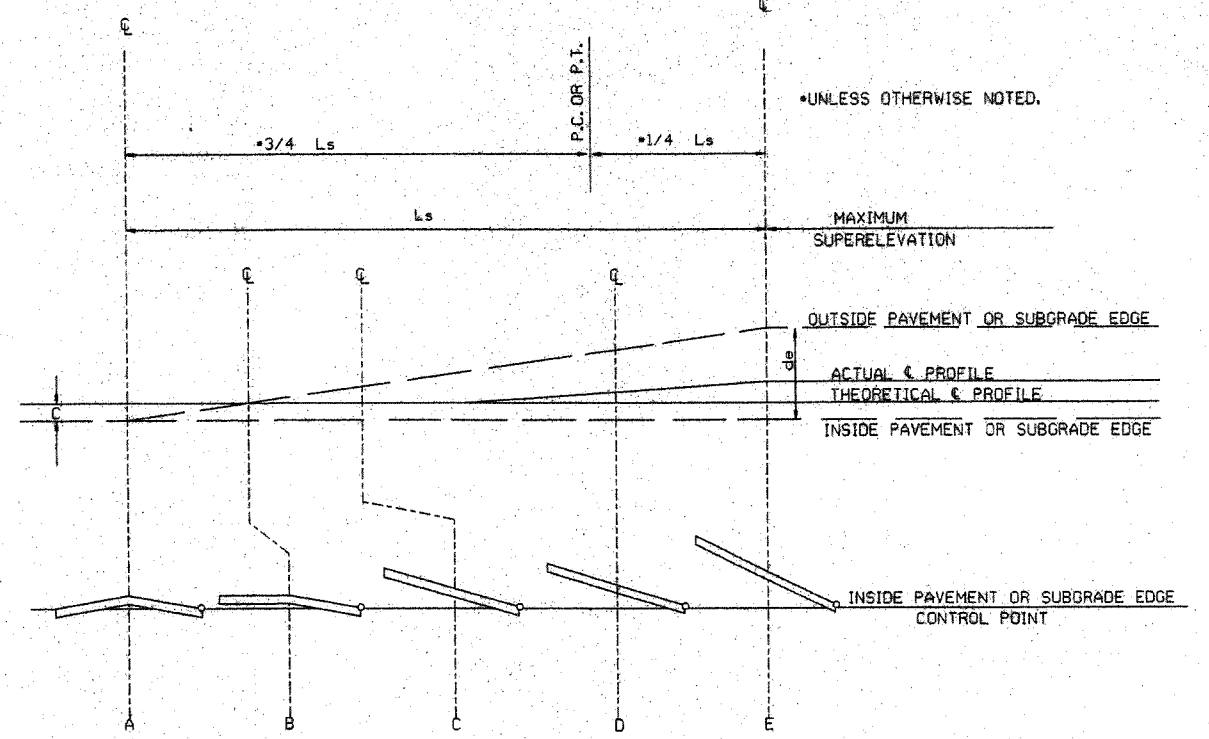 ℄
℄
P.C. OR P.T.
*UNLESS OTHERWISE NOTED.
*3/4 Ls
*1/4 Ls
Ls
MAXIMUM
SUPERELEVATION
℄
℄
℄
OUTSIDE PAVEMENT OR SUBGRADE EDGE
de
ACTUAL ℄ PROFILE
THEORETICAL ℄ PROFILE
C
INSIDE PAVEMENT OR SUBGRADE EDGE
INSIDE PAVEMENT OR SUBGRADE EDGE
CONTROL POINT
A
B
C
D
E